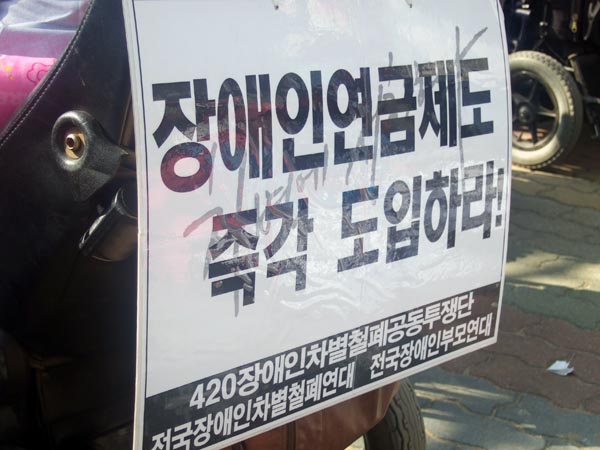 장애인연금제도
즉각 도입하라!
420장애인차별철폐공동투쟁단
전국장애인차별철폐연대 전국장애인부모연대